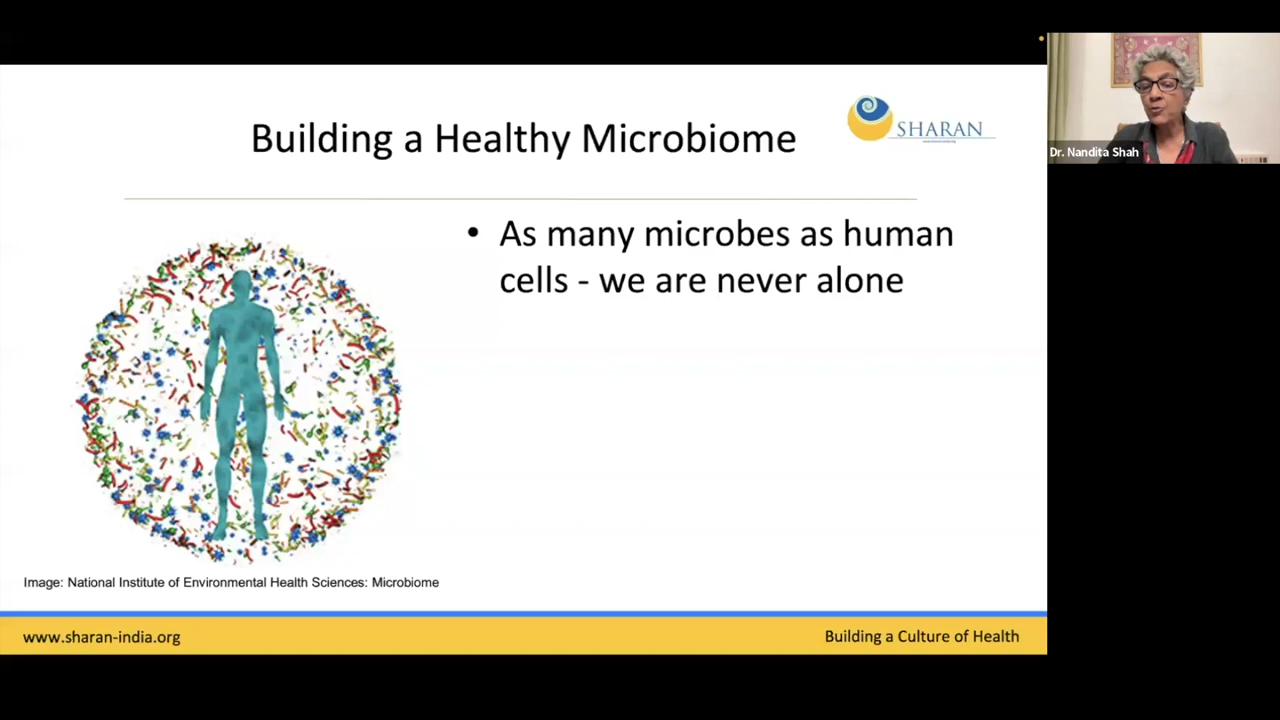 Building a Healthy Microbiome
SHARAN
Dr. Nandita Shah
• As many microbes as human
cells - we are never alone
Image: National Institute of Environmental Health Sciences: Microbiome
www.sharan-india.org
Building a Culture of Health